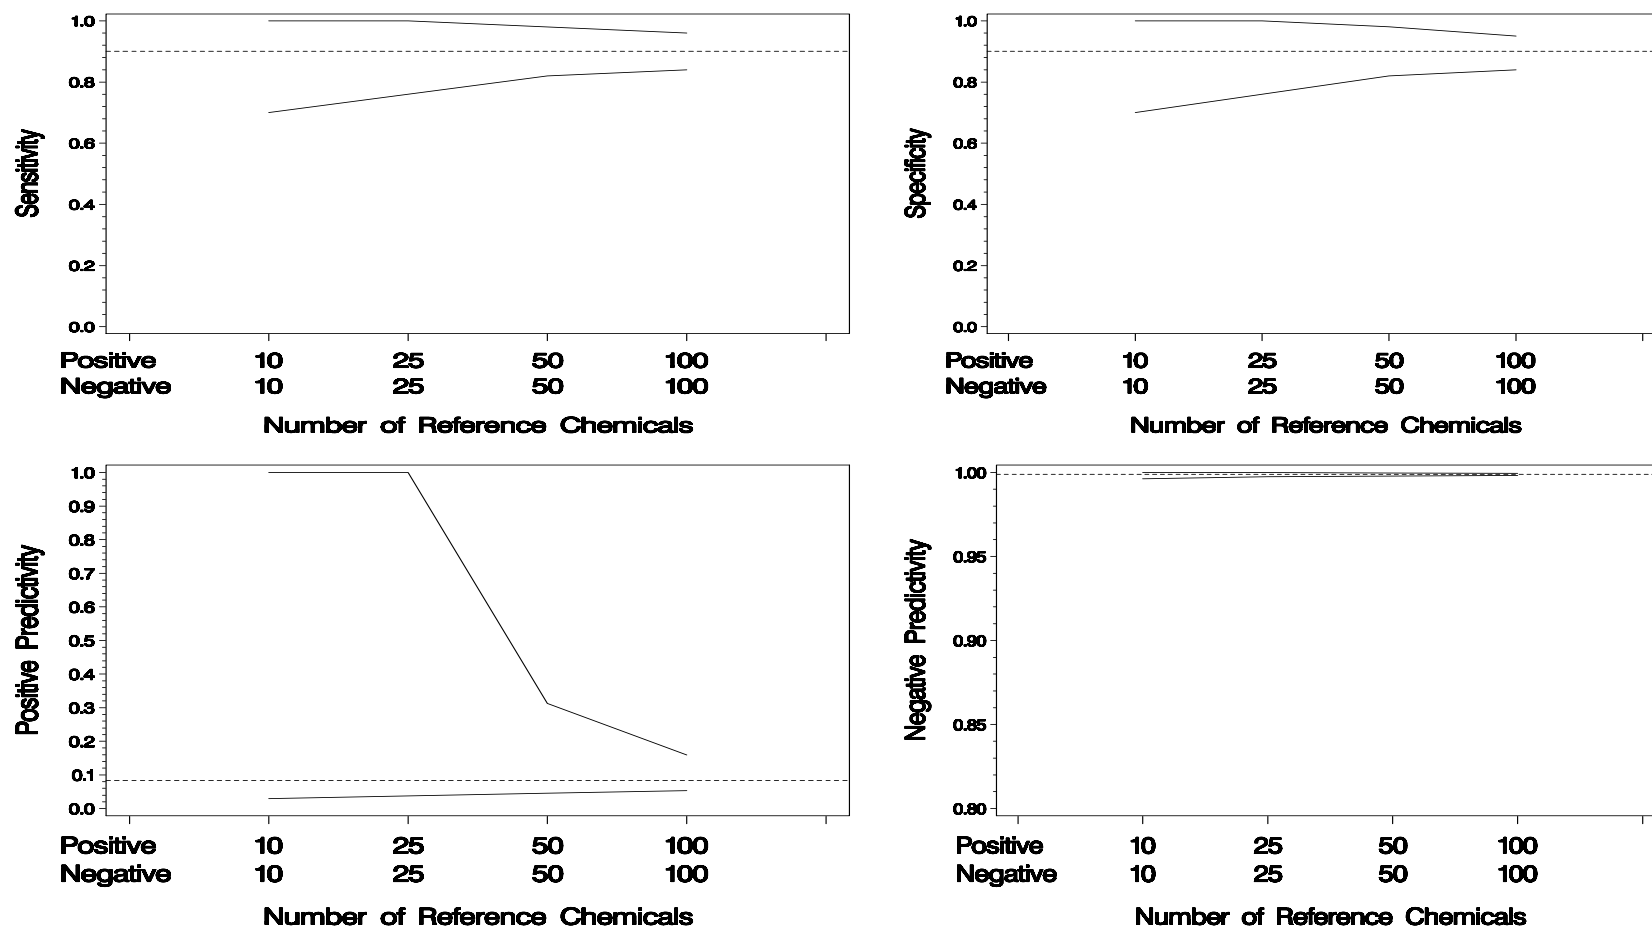 Sensitivity
1.0
0.8
0.6
0.4
0.2
0.0
Positive 10 25 50 100
Negative 10 25 50 100
Number of Reference Chemicals
Specificity
1.0
0.8
0.6
0.4
0.2
0.0
Positive 10 25 50 100
Negative 10 25 50 100
Number of Reference Chemicals
Positive Predictivity
1.0
0.9
0.8
0.7
0.6
0.5
0.4
0.3
0.2
0.1
0.0
Positive 10 25 50 100
Negative 10 25 50 100
Number of Reference Chemicals
Negative Predictivity
1.00
0.95
0.90
0.85
0.80
Positive 10 25 50 100
Negative 10 25 50 100
Number of Reference Chemicals